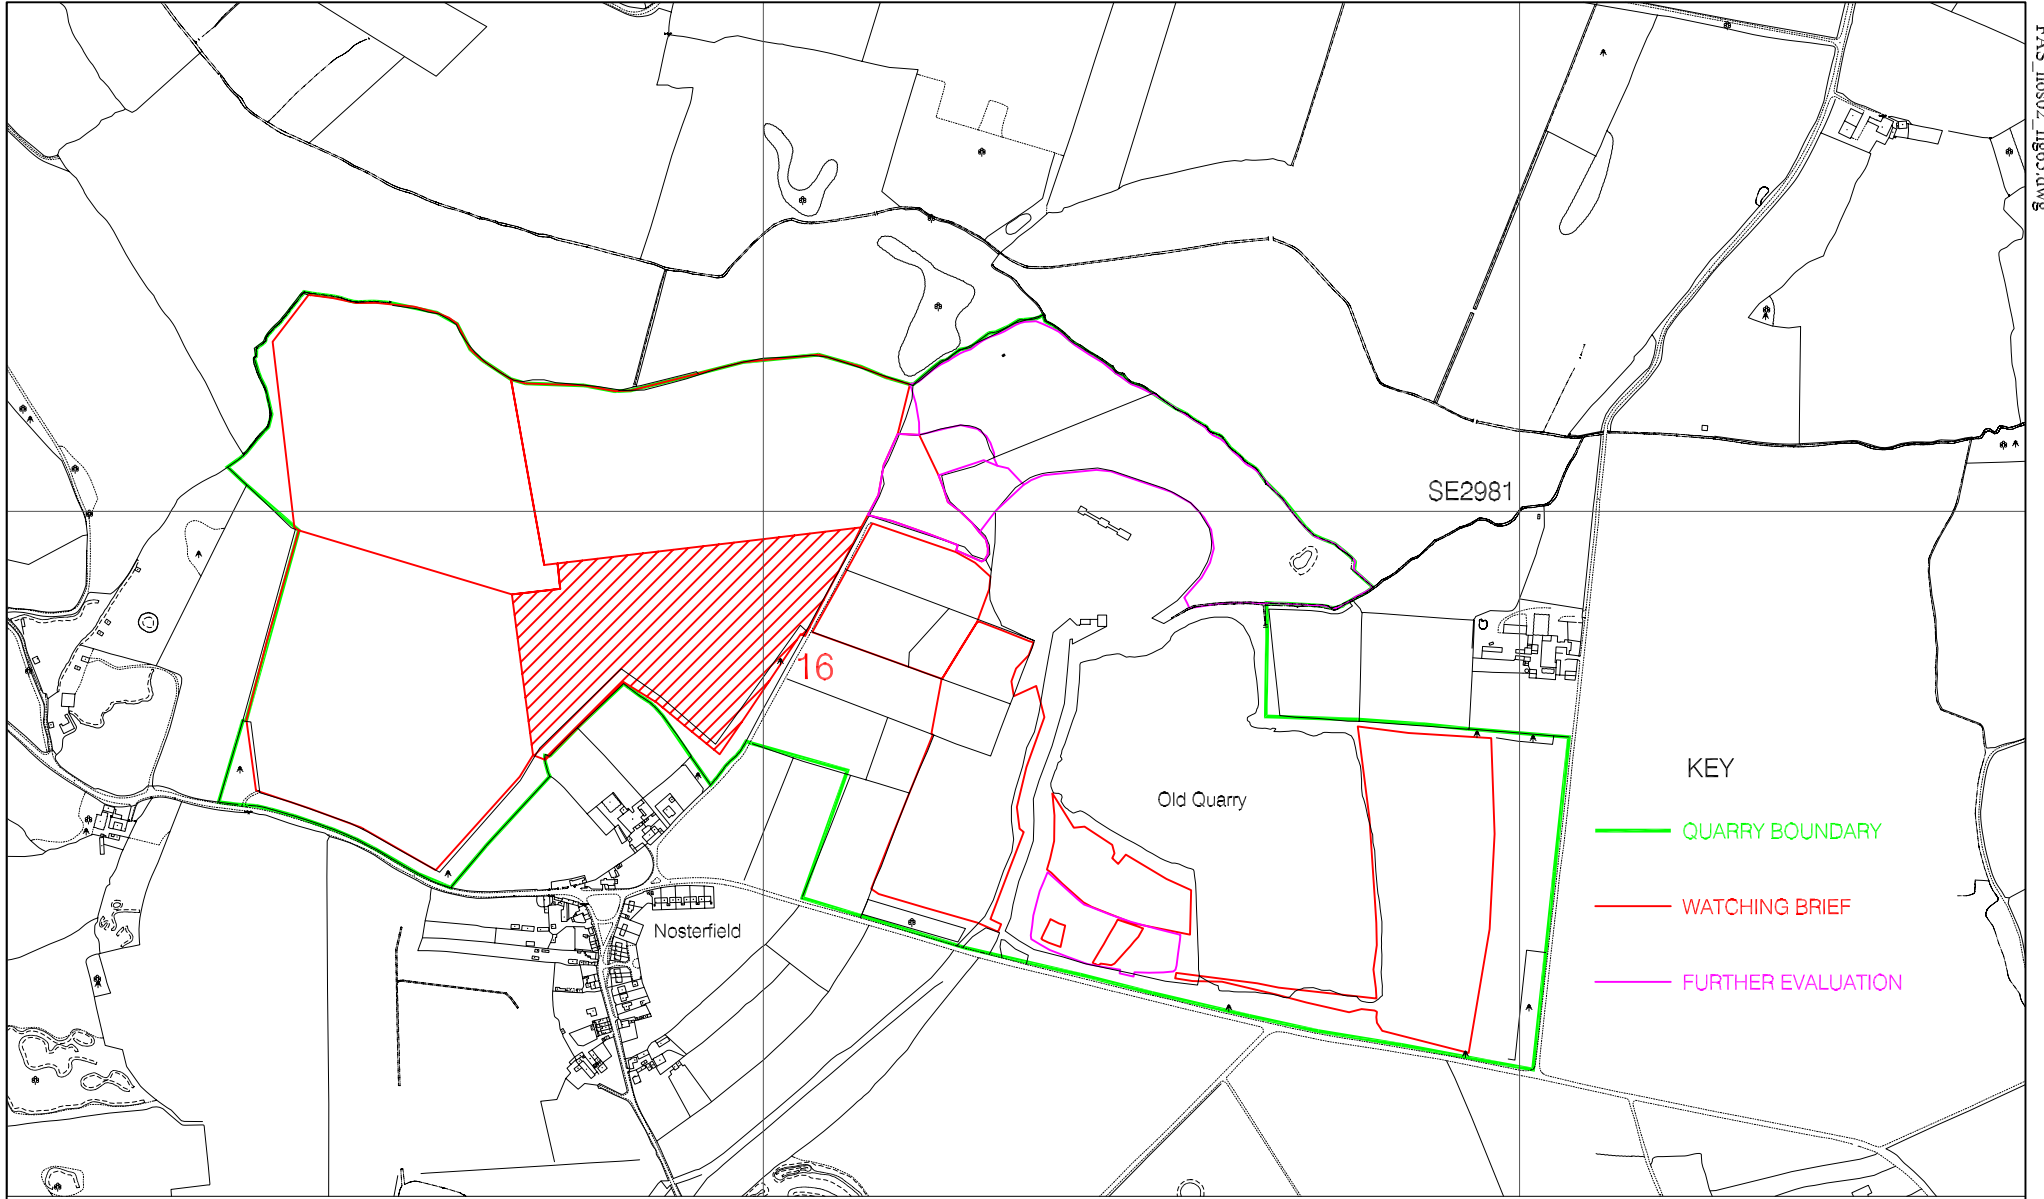 SE2981
16
KEY
Old Quarry
QUARRY BOUNDARY
WATCHING BRIEF
Nosterfield
FURTHER EVALUATION